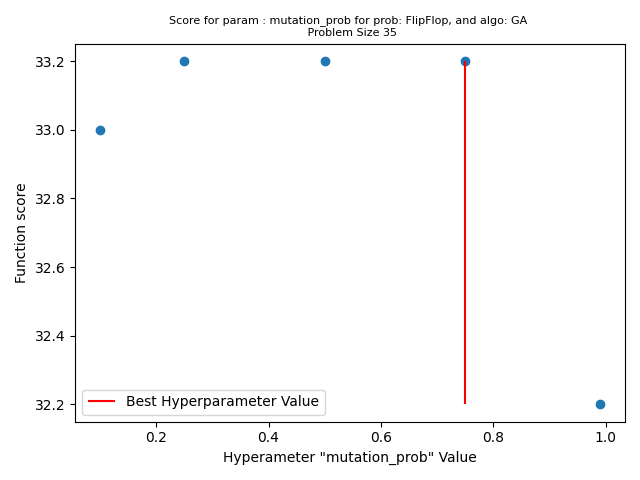 Score for param : mutation_prob for prob: FlipFlop, and algo: GA
Problem Size 35
33.2
33.0
32.8
32.6
32.4
32.2
Function score
Best Hyperparameter Value
0.2 0.4 0.6 0.8 1.0
Hyperameter "mutation_prob" Value